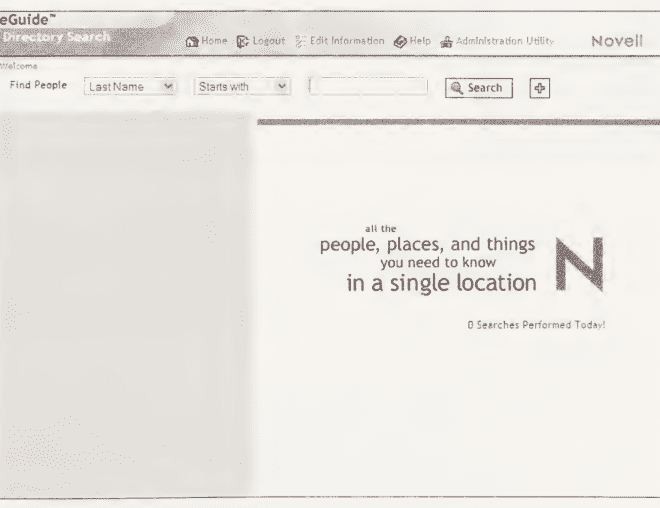 eGuide™
Directory Search
Home Logout Edit Information Help Administration Utility Novell
Welcome
Find People Last Name Starts with Search
all the
people, places, and things
you need to know
in a single location
N
0 Searches Performed Today!